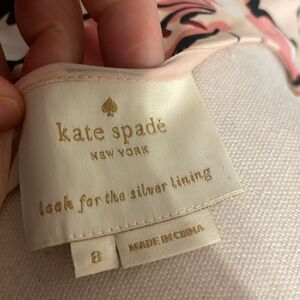 kate spade
NEW YORK
look for the silver lining
8
MADE IN CHINA